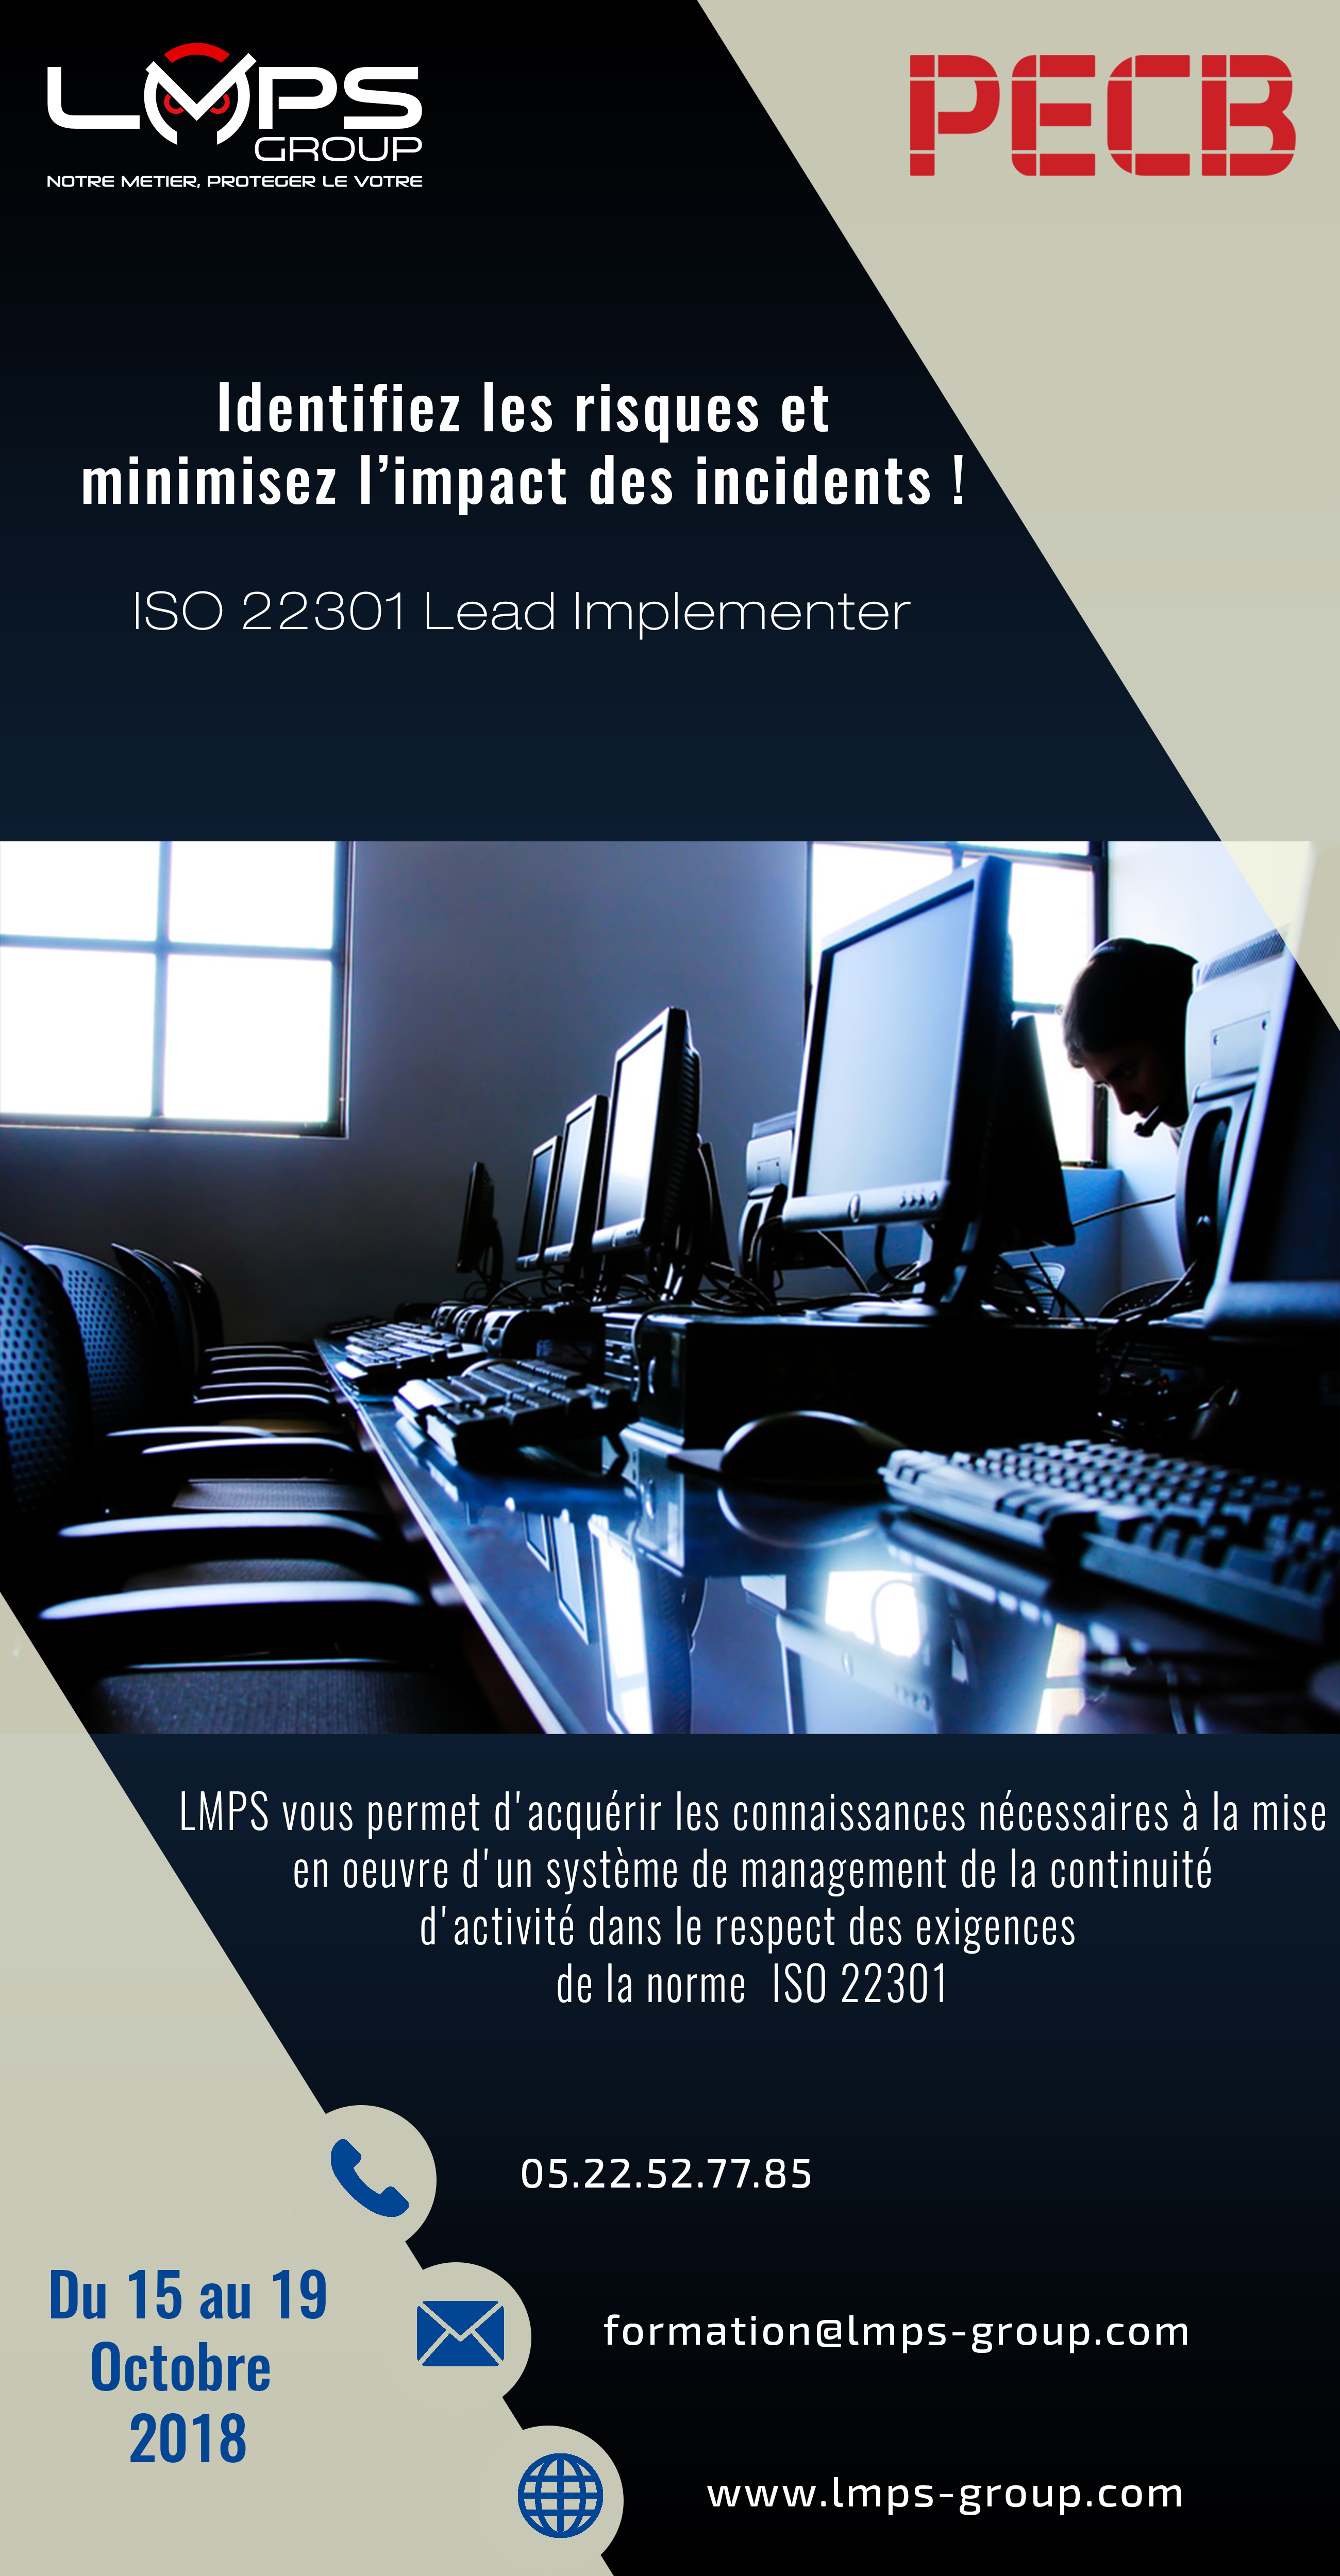 LMPS
GROUP
NOTRE METIER, PROTEGER LE VOTRE
PECB
Identifiez les risques et
minimisez l’impact des incidents !
ISO 22301 Lead Implementer
LMPS vous permet d'acquérir les connaissances nécessaires à la mise
en oeuvre d'un système de management de la continuité
d'activité dans le respect des exigences
de la norme  ISO 22301
05.22.52.77.85
formation@lmps-group.com
www.lmps-group.com
Du 15 au 19
Octobre
2018